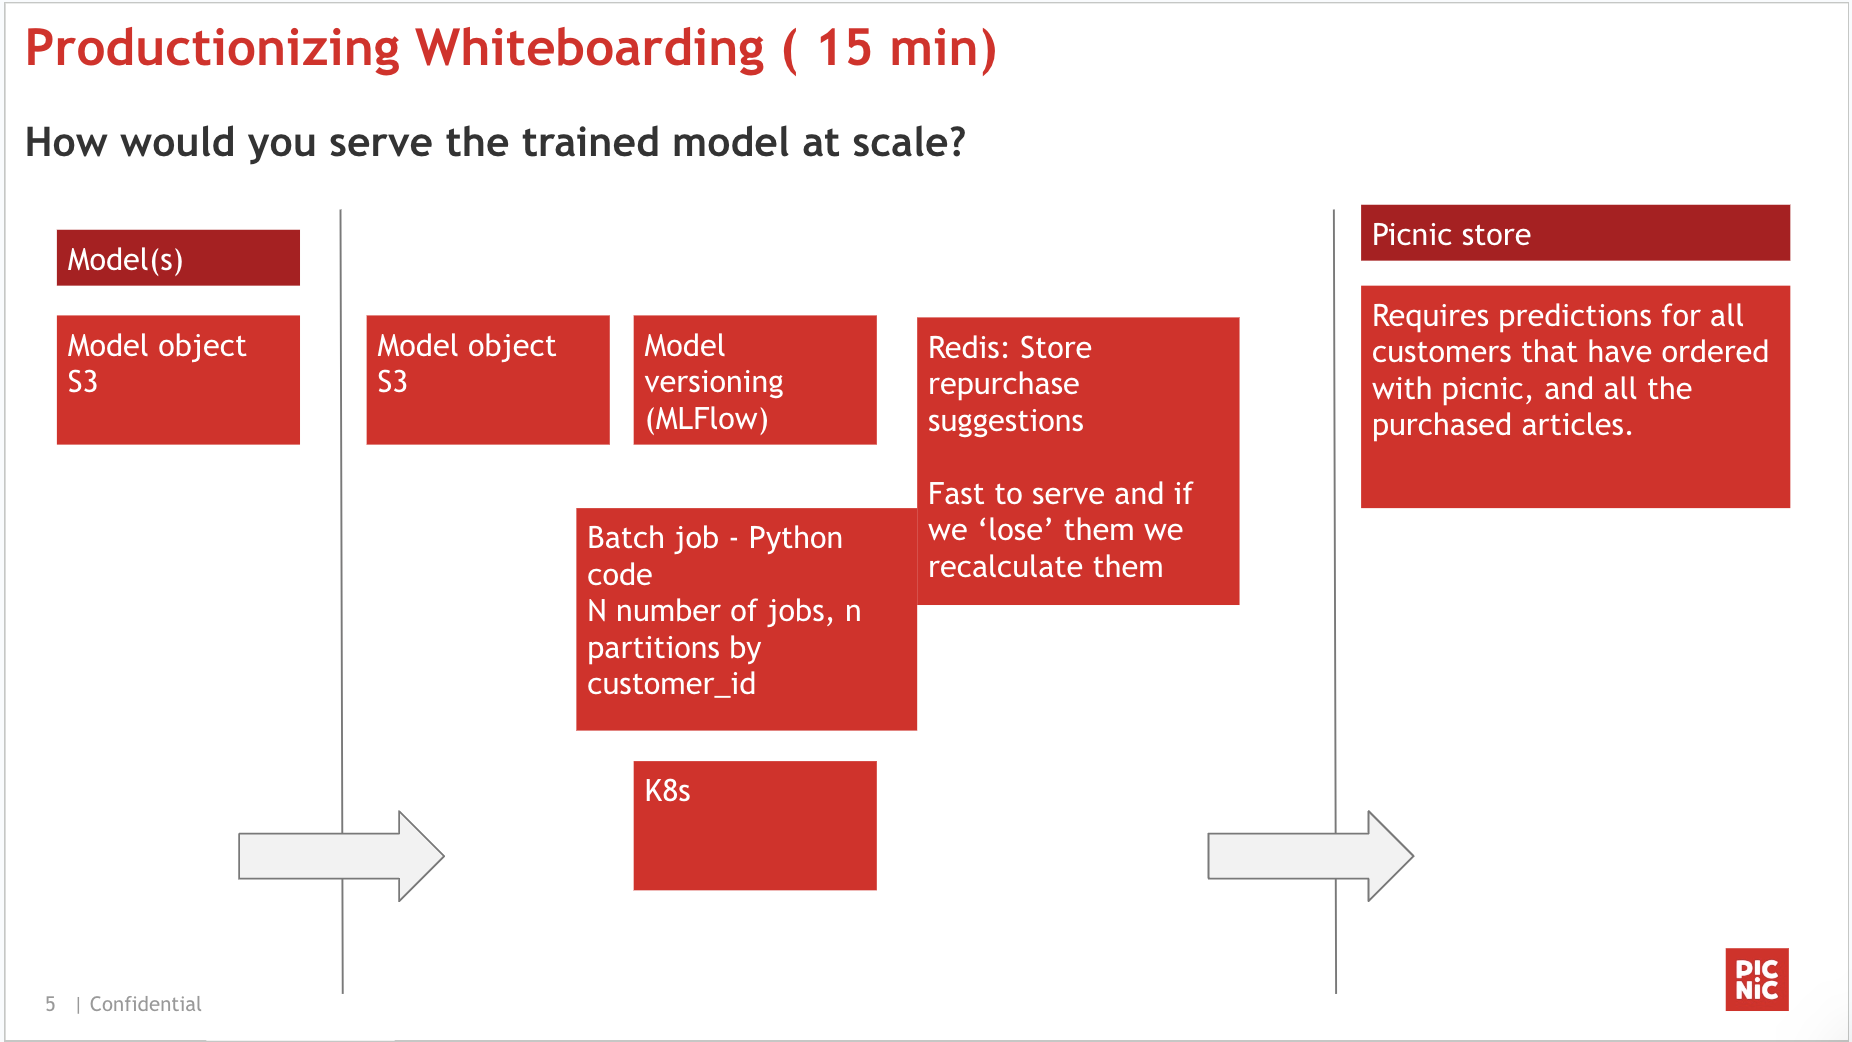 Productionizing Whiteboarding ( 15 min)
How would you serve the trained model at scale?
Model(s)
Model object
S3
Model object
S3
Model
versioning
(MLFlow)
Redis: Store
repurchase
suggestions
Fast to serve and if
we ‘lose’ them we
recalculate them
Batch job - Python
code
N number of jobs, n
partitions by
customer_id
K8s
Picnic store
Requires predictions for all
customers that have ordered
with picnic, and all the
purchased articles.
5 | Confidential
PIC
NIC